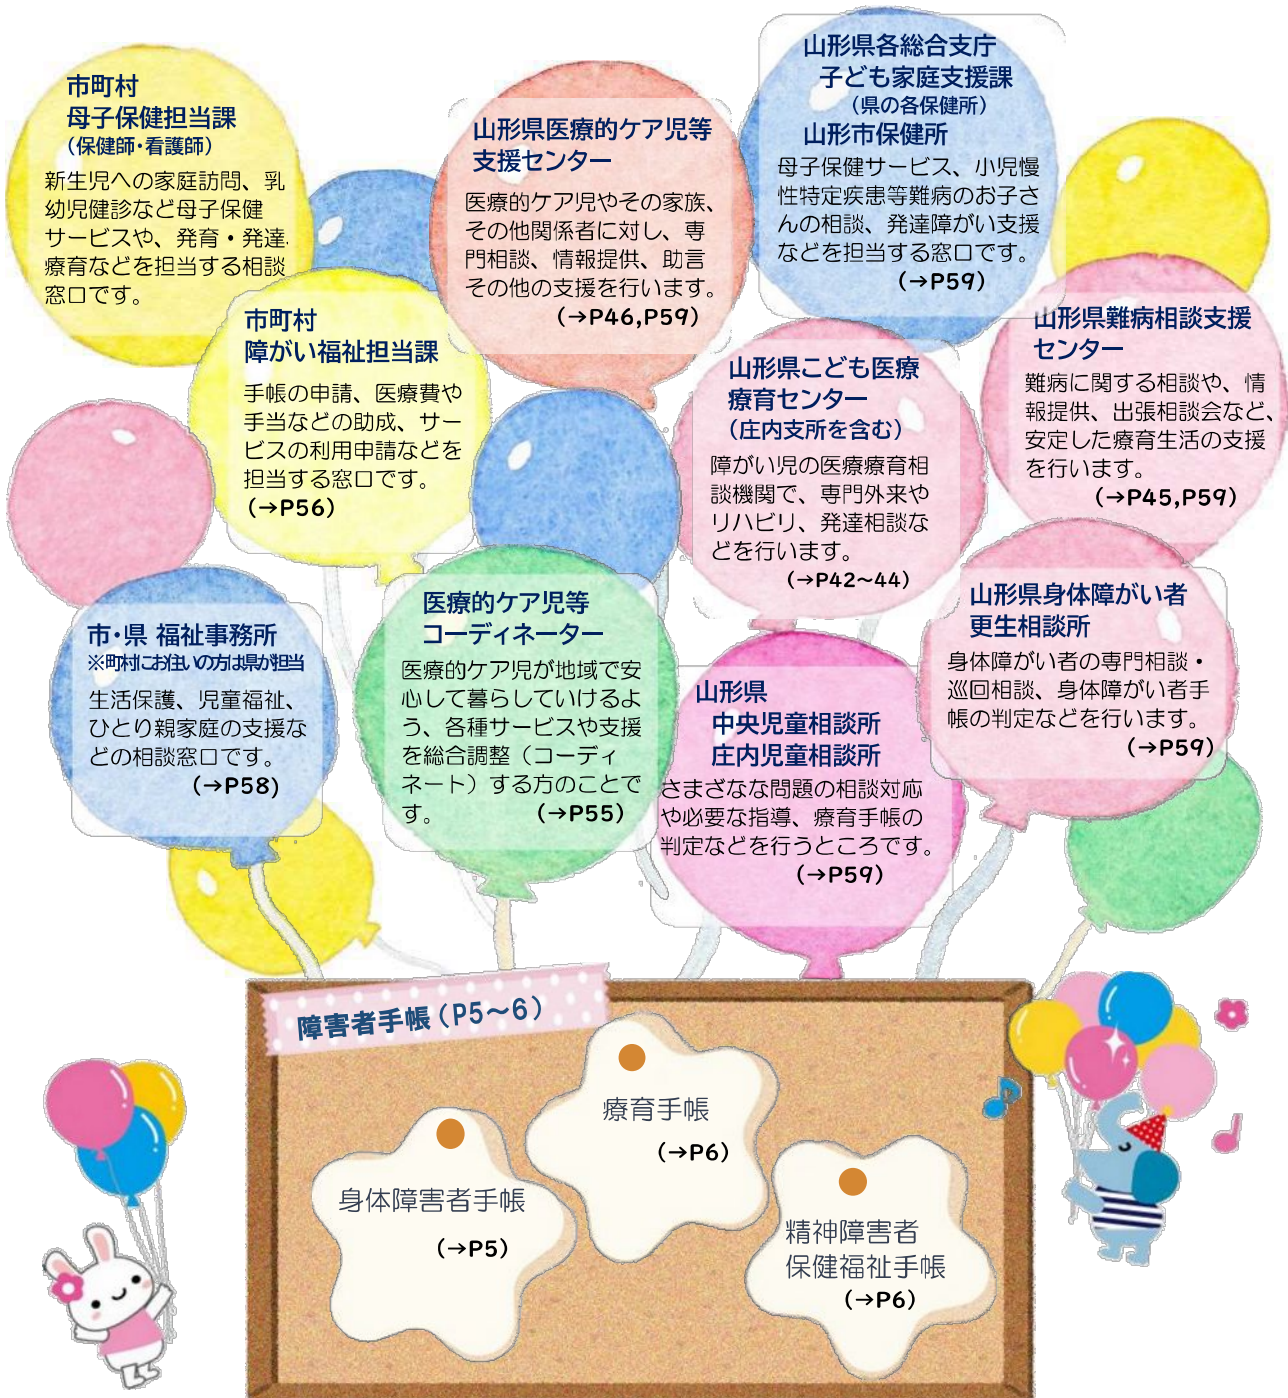 市町村
母子保健担当課
（保健師・看護師）
新生児への家庭訪問、乳
幼児健診など母子保健
サービスや、発育・発達、
療育などを担当する相談
窓口です。
山形県医療的ケア児等
支援センター
医療的ケア児やその家族、
その他関係者に対し、専
門相談、情報提供、助言
その他の支援を行います。
（→P46,P59）
山形県各総合支庁
子ども家庭支援課
（県の各保健所）
山形市保健所
母子保健サービス、小児慢
性特定疾患等難病のお子さ
んの相談、発達障がい支援
などを担当する窓口です。
（→P59）
市町村
障がい福祉担当課
手帳の申請、医療費や
手当などの助成、サー
ビスの利用申請などを
担当する窓口です。
（→P56）
山形県こども医療
療育センター
（庄内支所を含む）
障がい児の医療療育相
談機関で、専門外来や
リハビリ、発達相談な
どを行います。
（→P42～44）
山形県難病相談支援
センター
難病に関する相談や、情
報提供、出張相談会など、
安定した療育生活の支援
を行います。
（→P45,P59）
市・県 福祉事務所
※町村にお住いの方は県が担当
生活保護、児童福祉、
ひとり親家庭の支援な
どの相談窓口です。
（→P58）
医療的ケア児等
コーディネーター
医療的ケア児が地域で安
心して暮らしていけるよ
う、各種サービスや支援
を総合調整（コーディ
ネート）する方のことで
す。 （→P55）
山形県
中央児童相談所
庄内児童相談所
さまざなな問題の相談対応
や必要な指導、療育手帳の
判定などを行うところです。
（→P59）
山形県身体障がい者
更生相談所
身体障がい者の専門相談・
巡回相談、身体障がい者手
帳の判定などを行います。
（→P59）
障害者手帳（P5～6）
身体障害者手帳
（→P5）
療育手帳
（→P6）
精神障害者
保健福祉手帳
（→P6）